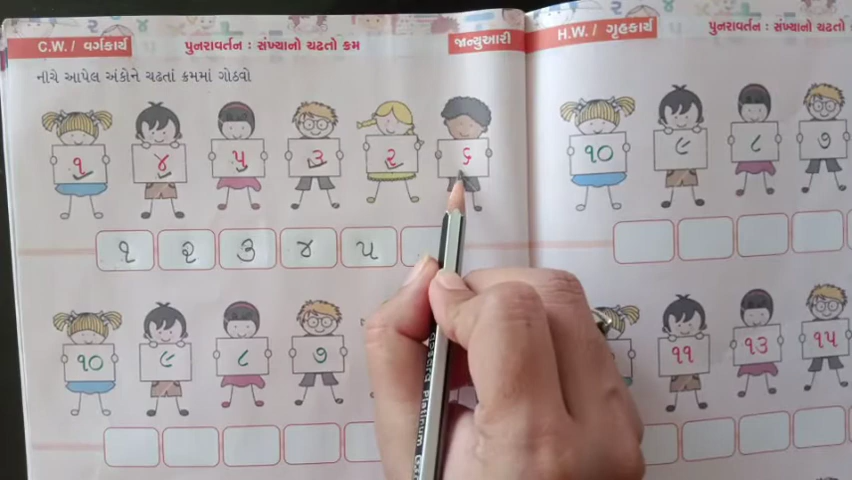 C.W. / વર્ગકાર્ય
પુનરાવર્તન : સંખ્યાનો ચઢતો ક્રમ
જાન્યુઆરી
નીચે આપેલ અંકોને ચઢતાં ક્રમમાં ગોઠવો
૧ ૪ ૫ ૩ ૨ ૬
૧ ૨ ૩ ૪ ૫
૧૦ ૯ ૮ ૭
H.W. / ગૃહકાર્ય
પુનરાવર્તન : સંખ્યાનો ચઢતો
૧૦ ૯ ૮ ૭
૧૧ ૧૩ ૧૫